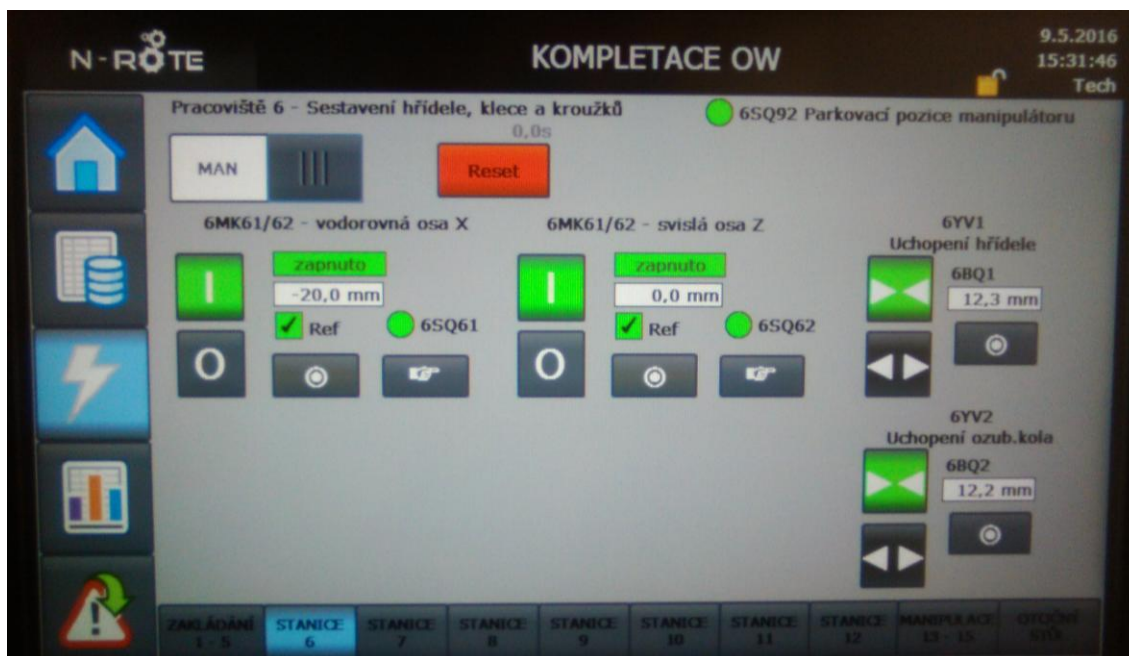 N-ROTE
KOMPLETACE OW
9.5.2016
15:31:46
Tech
Pracoviště 6 - Sestavení hřídele, klece a kroužků
6SQ92 Parkovací pozice manipulátoru
0,0s
MAN
Reset
6MK61/62 - vodorovná osa X
6MK61/62 - svislá osa Z
6YV1
Uchopení hřídele
I
zapnuto
-20,0 mm
Ref
6SQ61
O
I
zapnuto
0,0 mm
Ref
6SQ62
O
6BQ1
12,3 mm
6YV2
Uchopení ozub.kola
6BQ2
12,2 mm
ZAKLÁDÁNÍ
1 - 5
STANICE
6
STANICE
7
STANICE
8
STANICE
9
STANICE
10
STANICE
11
STANICE
12
MANIPULACE
13 - 15
OTOČNÝ
STŮL